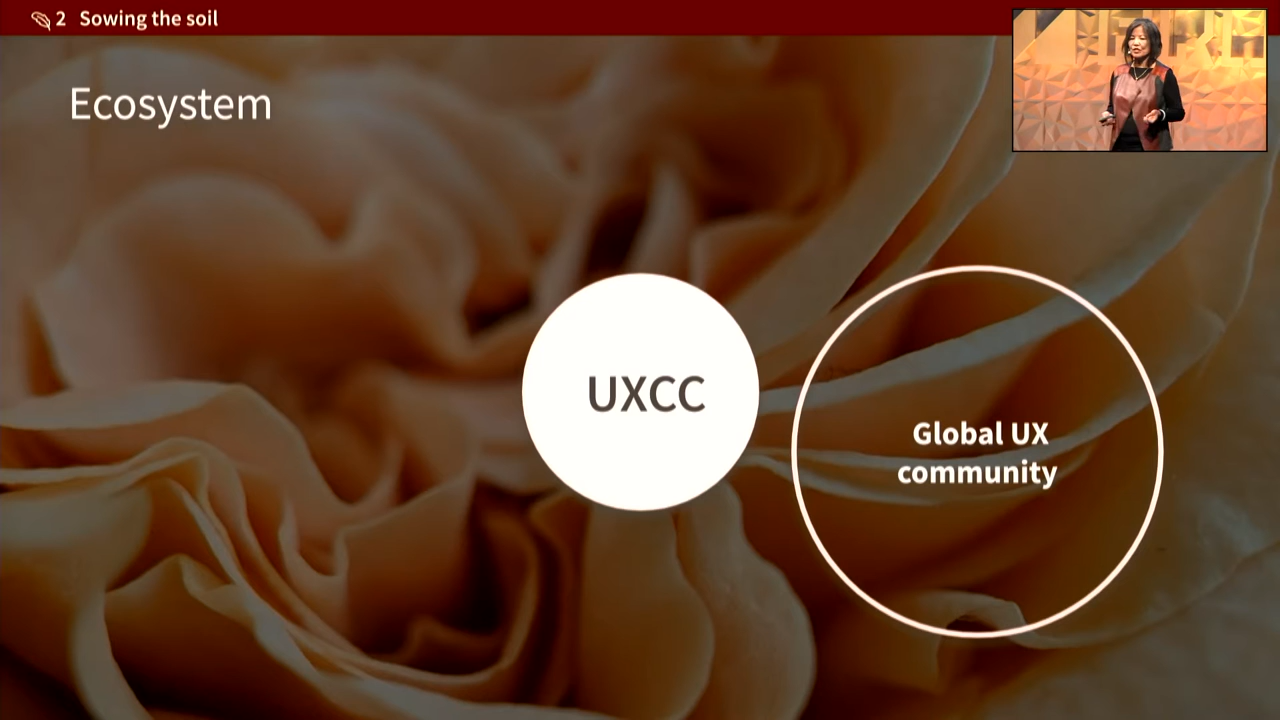 2 Sowing the soil
Ecosystem
UXCC
Global UX
community